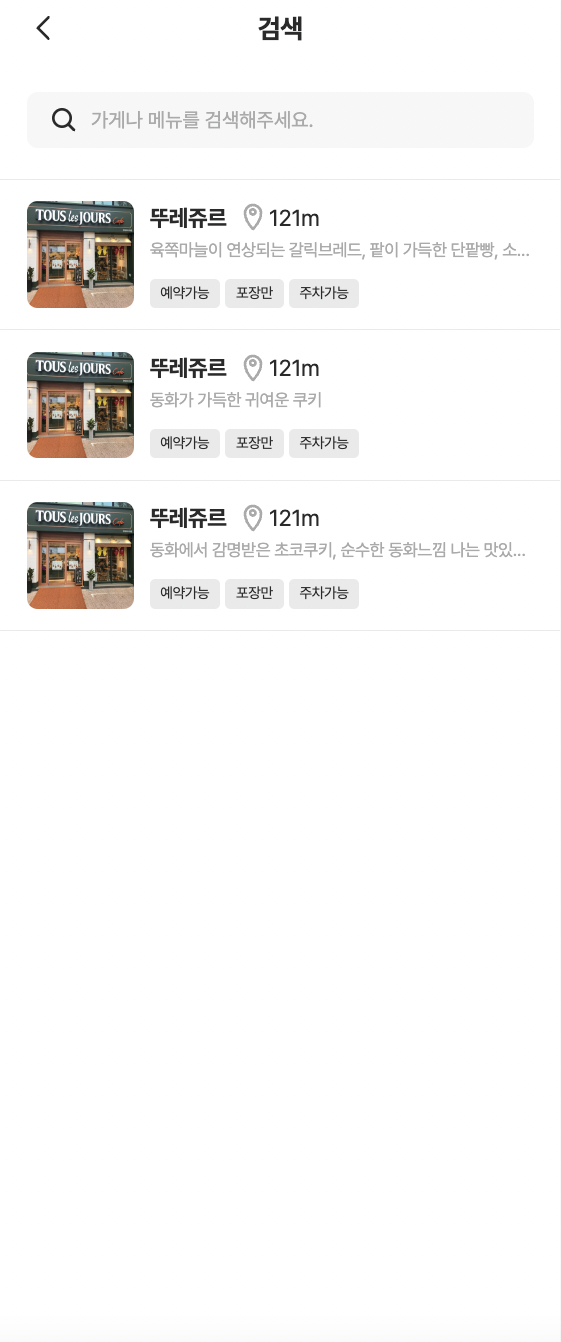 검색
가게나 메뉴를 검색해주세요.
TOUS les JOURS Café
뚜레쥬르 121m
육쪽마늘이 연상되는 갈릭브레드, 팥이 가득한 단팥빵, 소...
예약가능 포장만 주차가능
TOUS les JOURS Café
뚜레쥬르 121m
동화가 가득한 귀여운 쿠키
예약가능 포장만 주차가능
TOUS les JOURS Café
뚜레쥬르 121m
동화에서 감명받은 초코쿠키, 순수한 동화느낌 나는 맛있...
예약가능 포장만 주차가능